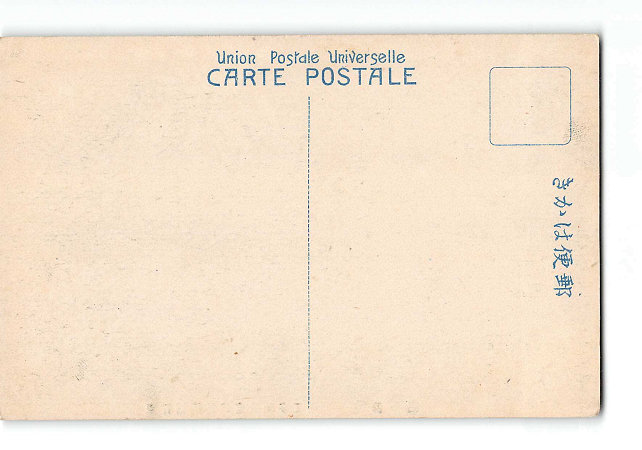 Union Postale Universelle
CARTE POSTALE
きかは便郵